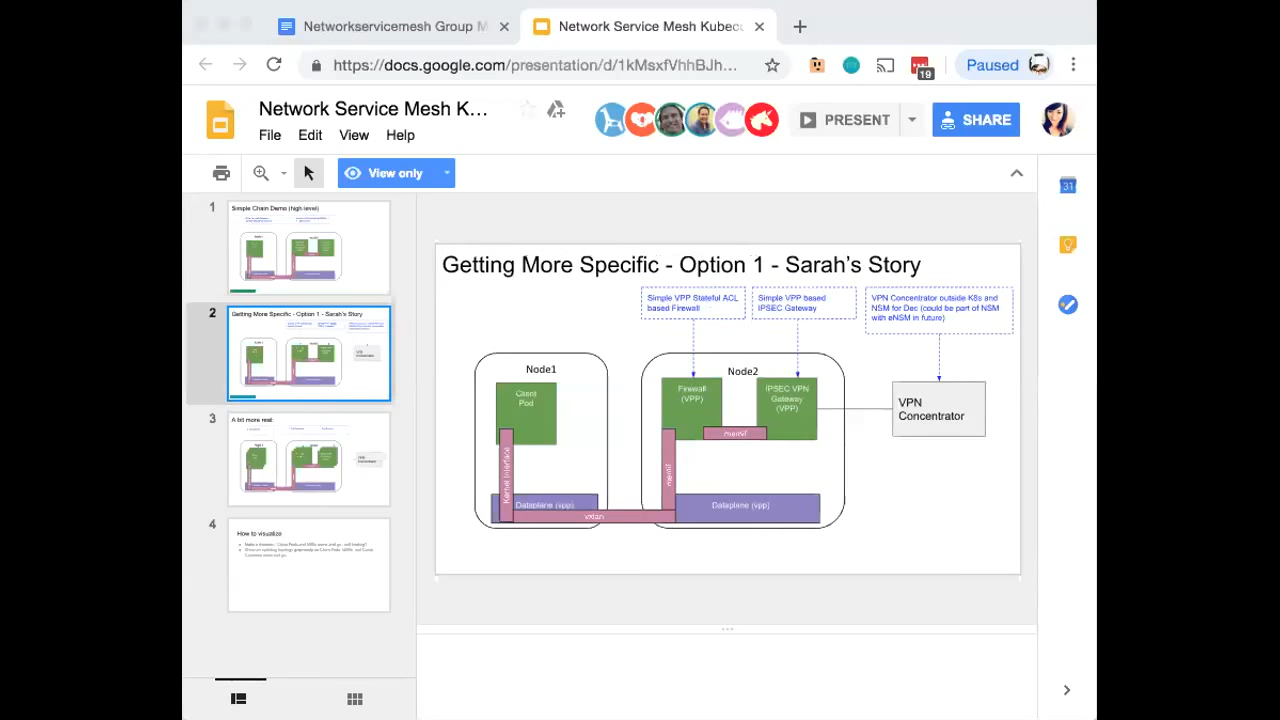 Networkservicemesh Group M
Network Service Mesh Kubec
https://docs.google.com/presentation/d/1kMsxfVhhBJh...
19
Paused
Network Service Mesh K...
File Edit View Help
PRESENT
SHARE
View only
31
1
Simple Chain Demo (high level)
2
Getting More Specific - Option 1 - Sarah's Story
3
A bit more real:
4
How to visualize
Getting More Specific - Option 1 - Sarah's Story
Simple VPP Stateful ACL
based Firewall
Simple VPP based
IPSEC Gateway
VPN Concentrator outside K8s and
NSM for Dec (could be part of NSM
with eNSM in future)
Node1
Client
Pod
Kernel Interface
Dataplane (vpp)
vxlan
Node2
Firewall
(VPP)
IPSEC VPN
Gateway
(VPP)
memif
memif
Dataplane (vpp)
VPN
Concentrator